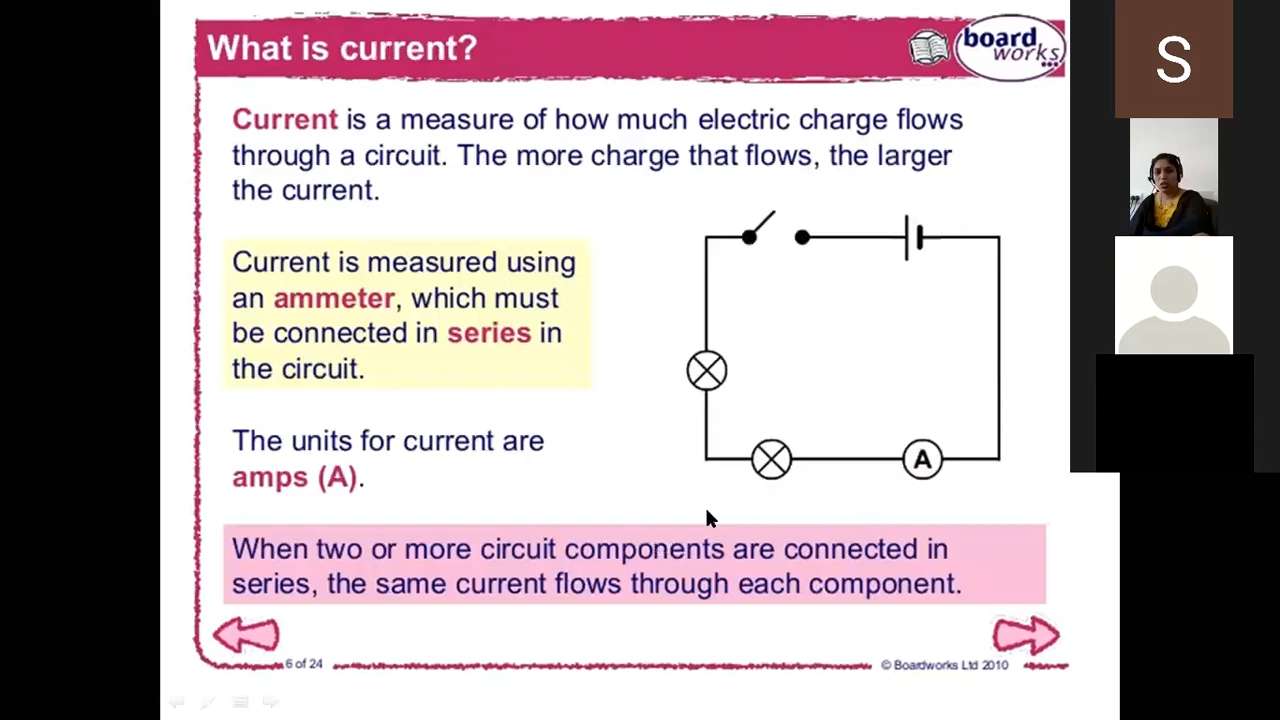 What is current?
board
works
Current is a measure of how much electric charge flows
through a circuit. The more charge that flows, the larger
the current.
Current is measured using
an ammeter, which must
be connected in series in
the circuit.
The units for current are
amps (A).
A
When two or more circuit components are connected in
series, the same current flows through each component.
6 of 24
© Boardworks Ltd 2010
S